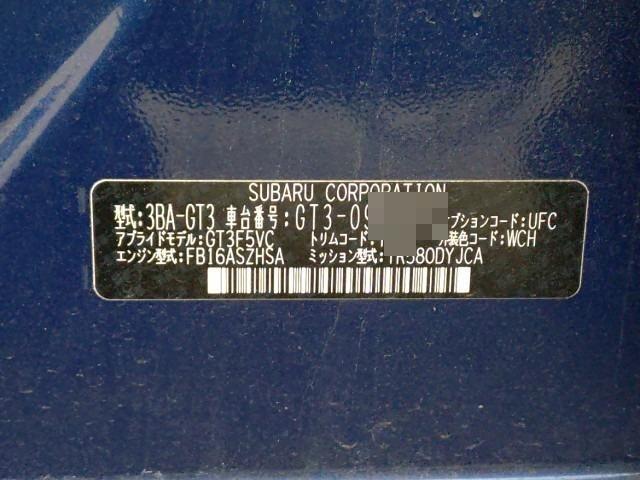 SUBARU CORPORATION
型式:3BA-GT3 車台番号:GT3-09 オプションコード:UFC
アプライドモデル:GT3F5VC トリムコード: 外装色コード:WCH
エンジン型式:FB16ASZHSA ミッション型式:TR580DYJCA